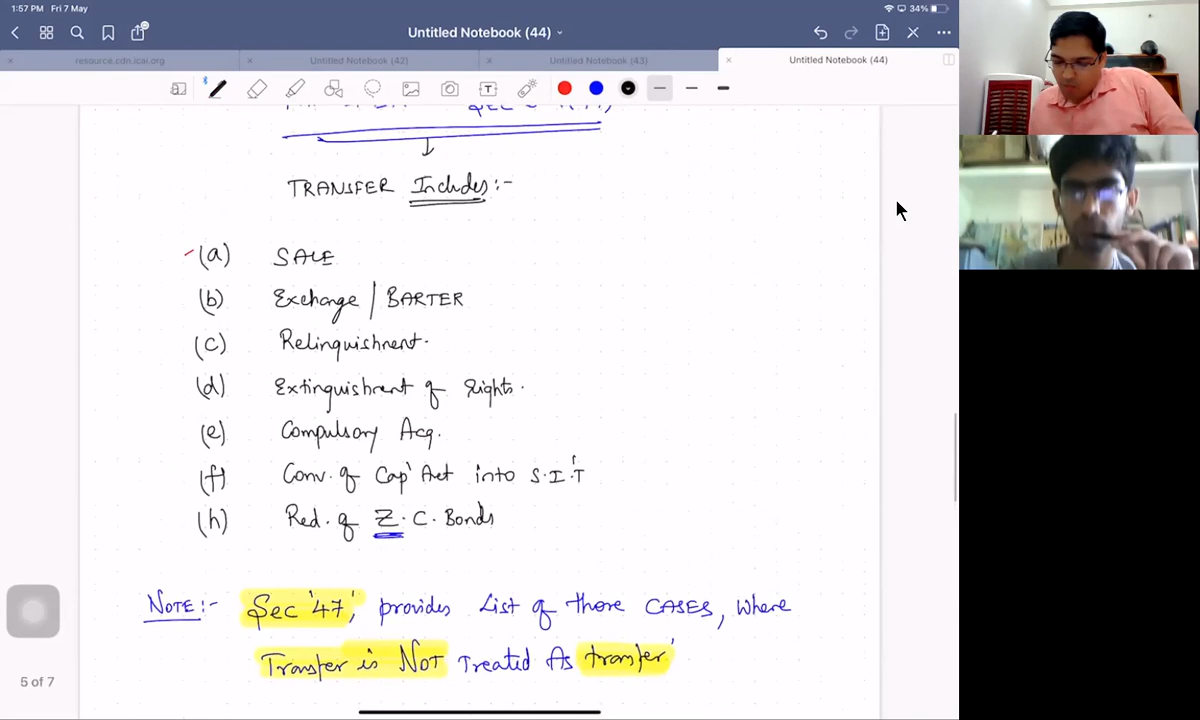 1:57 PM Fri 7 May
34%
Untitled Notebook (44)
resource.cdn.icai.org
Untitled Notebook (42)
Untitled Notebook (43)
Untitled Notebook (44)
TRANSFER Includes:-
(a) SALE
(b) Exchange / BARTER
(c) Relinquishment.
(d) Extinguishment of Rights.
(e) Compulsory Acq.
(f) Conv. of Cap' Aet into S.I.T
(h) Red. of Z.C. Bonds
NOTE:- Sec '47', provides List of those CASES, where
Transfer is NOT Treated As transfer'
5 of 7